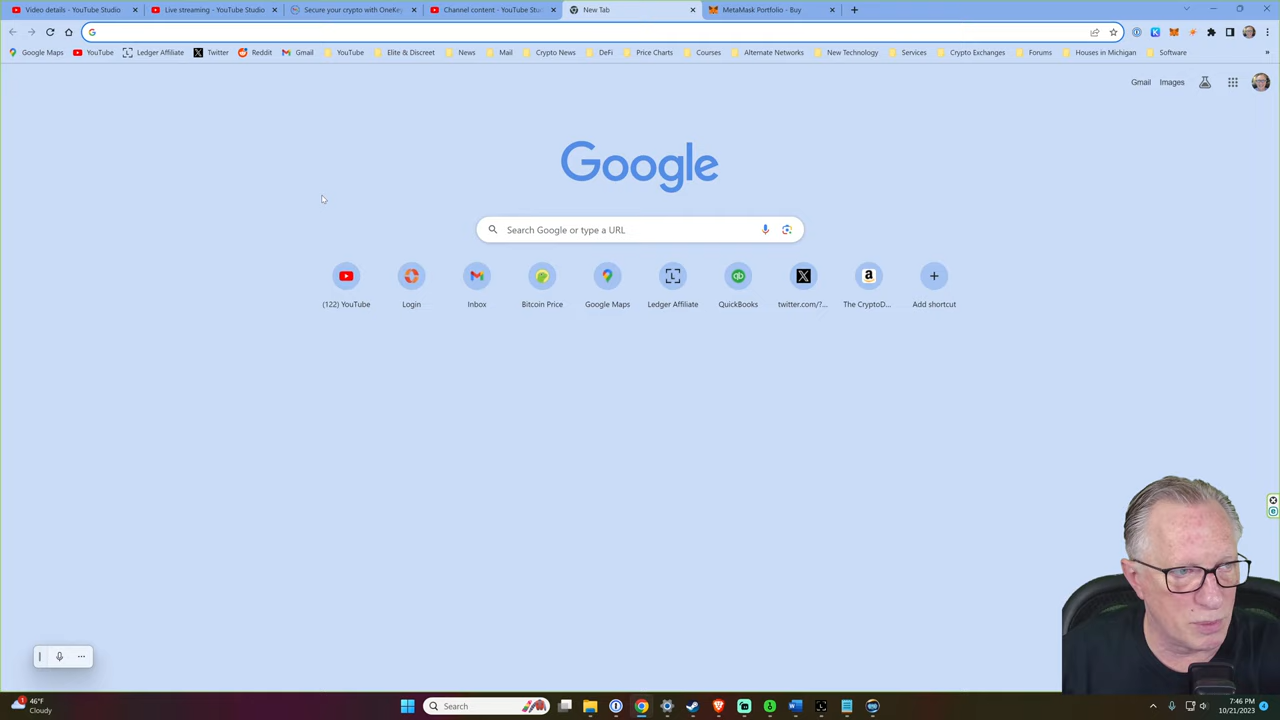 Video details - YouTube Studio
Live streaming - YouTube Studio
Secure your crypto with OneKey
Channel content - YouTube Stu
New Tab
MetaMask Portfolio - Buy
Google Maps
YouTube
Ledger Affiliate
Twitter
Reddit
Gmail
YouTube
Elite & Discreet
News
Mail
Crypto News
DeFi
Price Charts
Courses
Alternate Networks
New Technology
Services
Crypto Exchanges
Forums
Houses in Michigan
Software
»
Gmail
Images
Google
Search Google or type a URL
(122) YouTube
Login
Inbox
Bitcoin Price
Google Maps
Ledger Affiliate
QuickBooks
twitter.com/?...
The CryptoD...
Add shortcut
1
46°F
Cloudy
Search
7:46 PM
10/21/2023